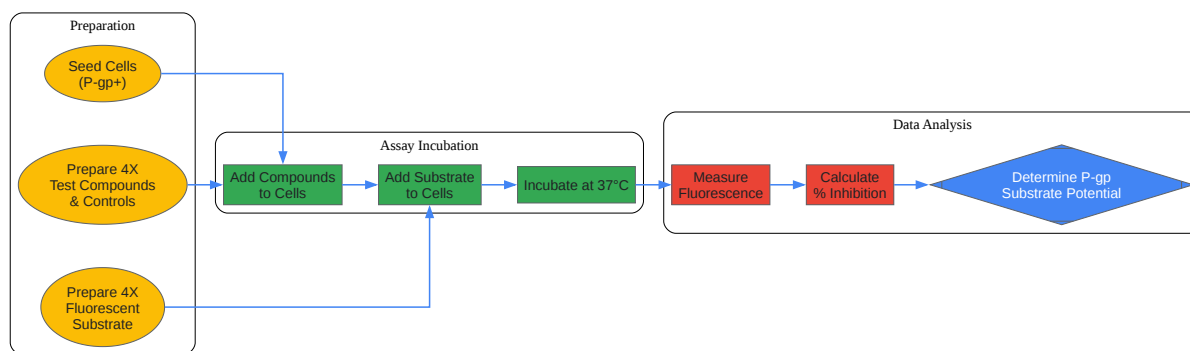 Preparation
Seed Cells
(P-gp+)
Prepare 4X
Test Compounds
& Controls
Prepare 4X
Fluorescent
Substrate
Assay Incubation
Add Compounds
to Cells
Add Substrate
to Cells
Incubate at 37°C
Data Analysis
Measure
Fluorescence
Calculate
% Inhibition
Determine P-gp
Substrate Potential